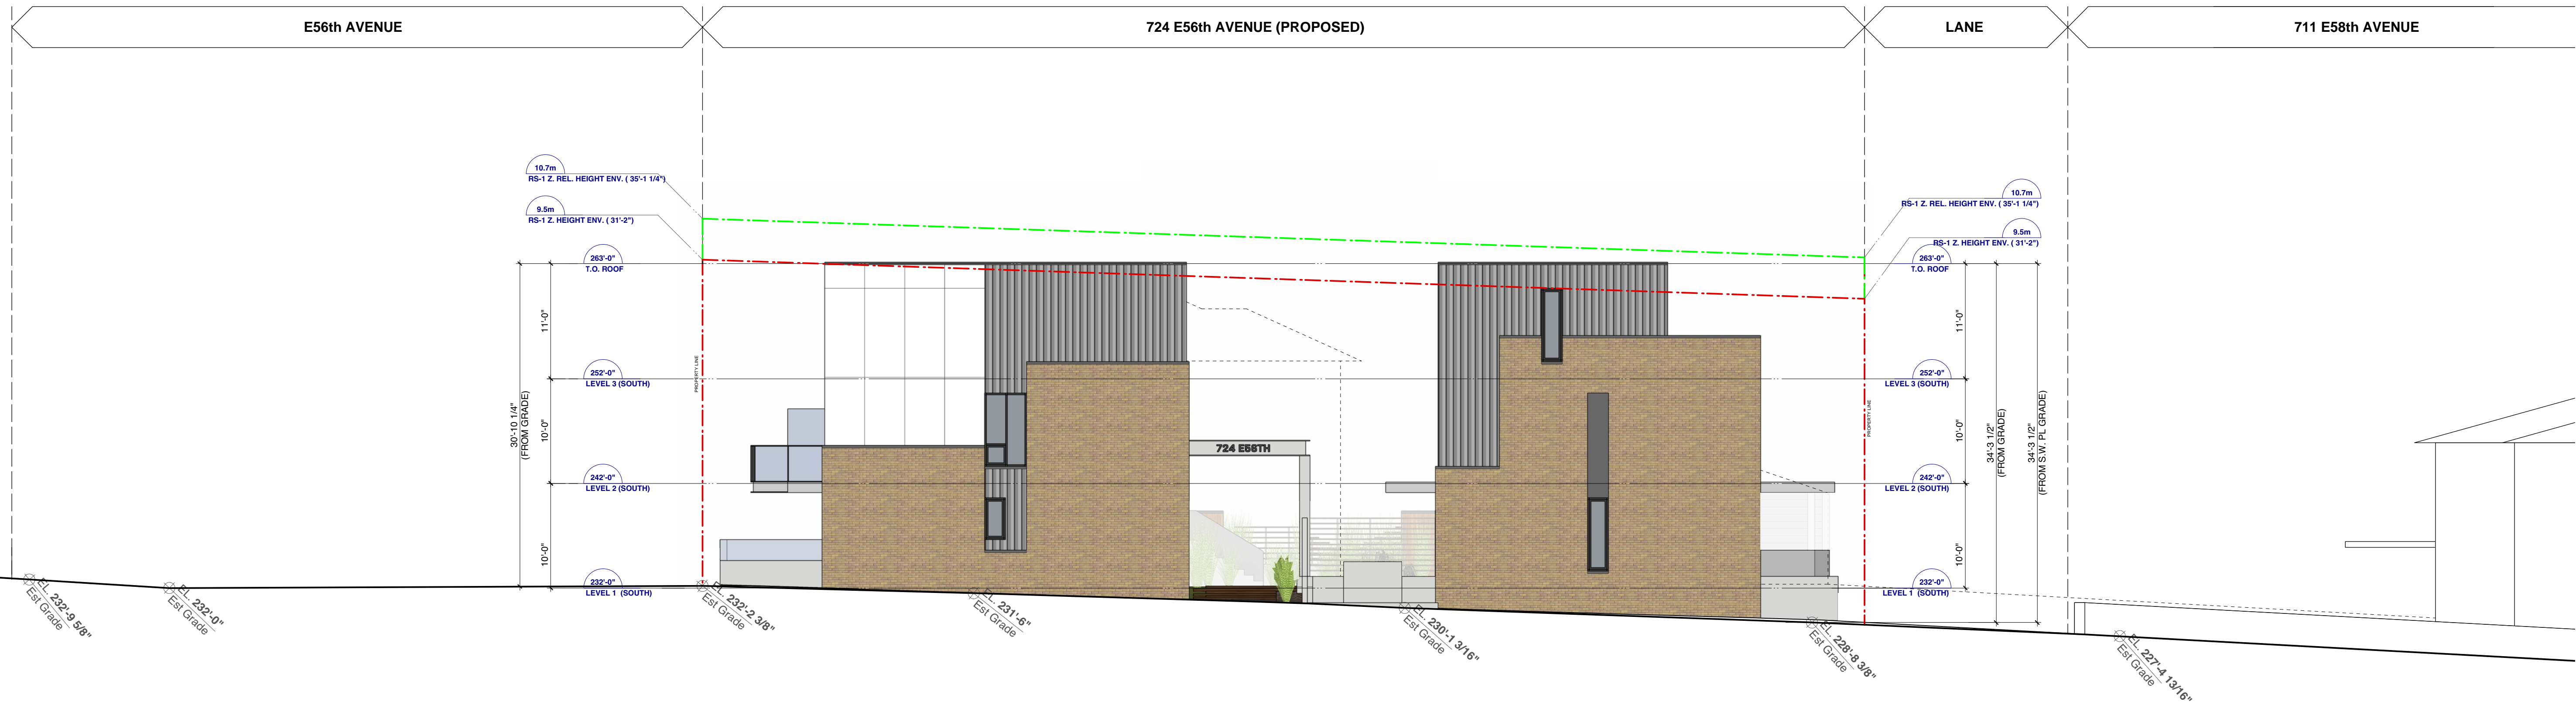 E56th AVENUE
724 E56th AVENUE (PROPOSED)
LANE
711 E58th AVENUE
10.7m
RS-1 Z. REL. HEIGHT ENV. ( 35'-1 1/4")
9.5m
RS-1 Z. HEIGHT ENV. ( 31'-2")
263'-0"
T.O. ROOF
252'-0"
LEVEL 3 (SOUTH)
242'-0"
LEVEL 2 (SOUTH)
232'-0"
LEVEL 1 (SOUTH)
30'-10 1/4"
(FROM GRADE)
11'-0"
10'-0"
10'-0"
PROPERTY LINE
724 E56TH
10.7m
RS-1 Z. REL. HEIGHT ENV. ( 35'-1 1/4")
9.5m
RS-1 Z. HEIGHT ENV. ( 31'-2")
263'-0"
T.O. ROOF
252'-0"
LEVEL 3 (SOUTH)
242'-0"
LEVEL 2 (SOUTH)
232'-0"
LEVEL 1 (SOUTH)
PROPERTY LINE
11'-0"
10'-0"
10'-0"
34'-3 1/2"
(FROM GRADE)
34'-3 1/2"
(FROM S.W. PL GRADE)
EL. 232'-9 5/8"
Est Grade
EL. 232'-0"
Est Grade
EL. 232'-2 3/8"
Est Grade
EL. 231'-6"
Est Grade
EL. 230'-1 3/16"
Est Grade
EL. 228'-8 3/8"
Est Grade
EL. 227'-4 13/16"
Est Grade